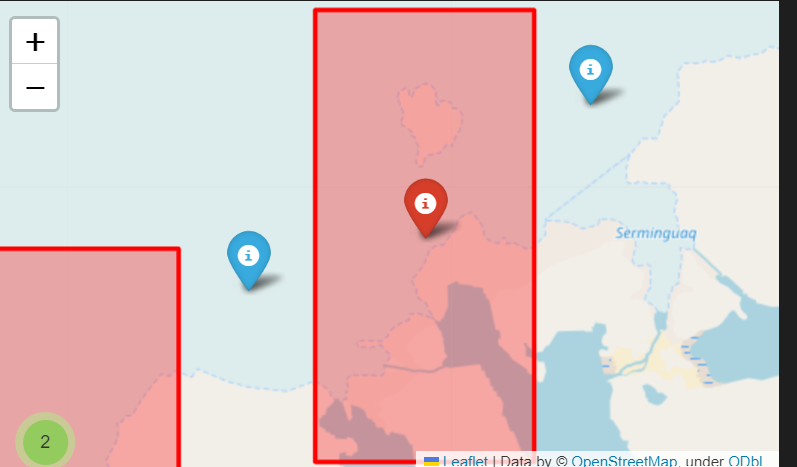 +
−
Serminguaq
2
Leaflet | Data by © OpenStreetMap, under ODbl